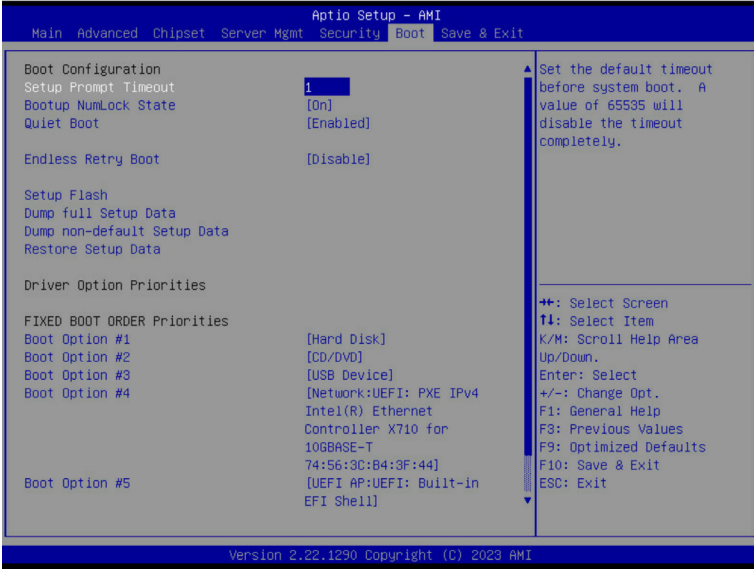 Aptio Setup - AMI
Main Advanced Chipset Server Mgmt Security Boot Save & Exit
Boot Configuration
Setup Prompt Timeout 1
Bootup NumLock State [On]
Quiet Boot [Enabled]
Endless Retry Boot [Disable]
Setup Flash
Dump full Setup Data
Dump non-default Setup Data
Restore Setup Data
Driver Option Priorities
FIXED BOOT ORDER Priorities
Boot Option #1 [Hard Disk]
Boot Option #2 [CD/DVD]
Boot Option #3 [USB Device]
Boot Option #4 [Network:UEFI: PXE IPv4
Intel(R) Ethernet
Controller X710 for
10GBASE-T
74:56:3C:B4:3F:44]
Boot Option #5 [UEFI AP:UEFI: Built-in
EFI Shell]
Set the default timeout
before system boot. A
value of 65535 will
disable the timeout
completely.
→←: Select Screen
↑↓: Select Item
K/M: Scroll Help Area
Up/Down.
Enter: Select
+/-: Change Opt.
F1: General Help
F3: Previous Values
F9: Optimized Defaults
F10: Save & Exit
ESC: Exit
Version 2.22.1290 Copyright (C) 2023 AMI